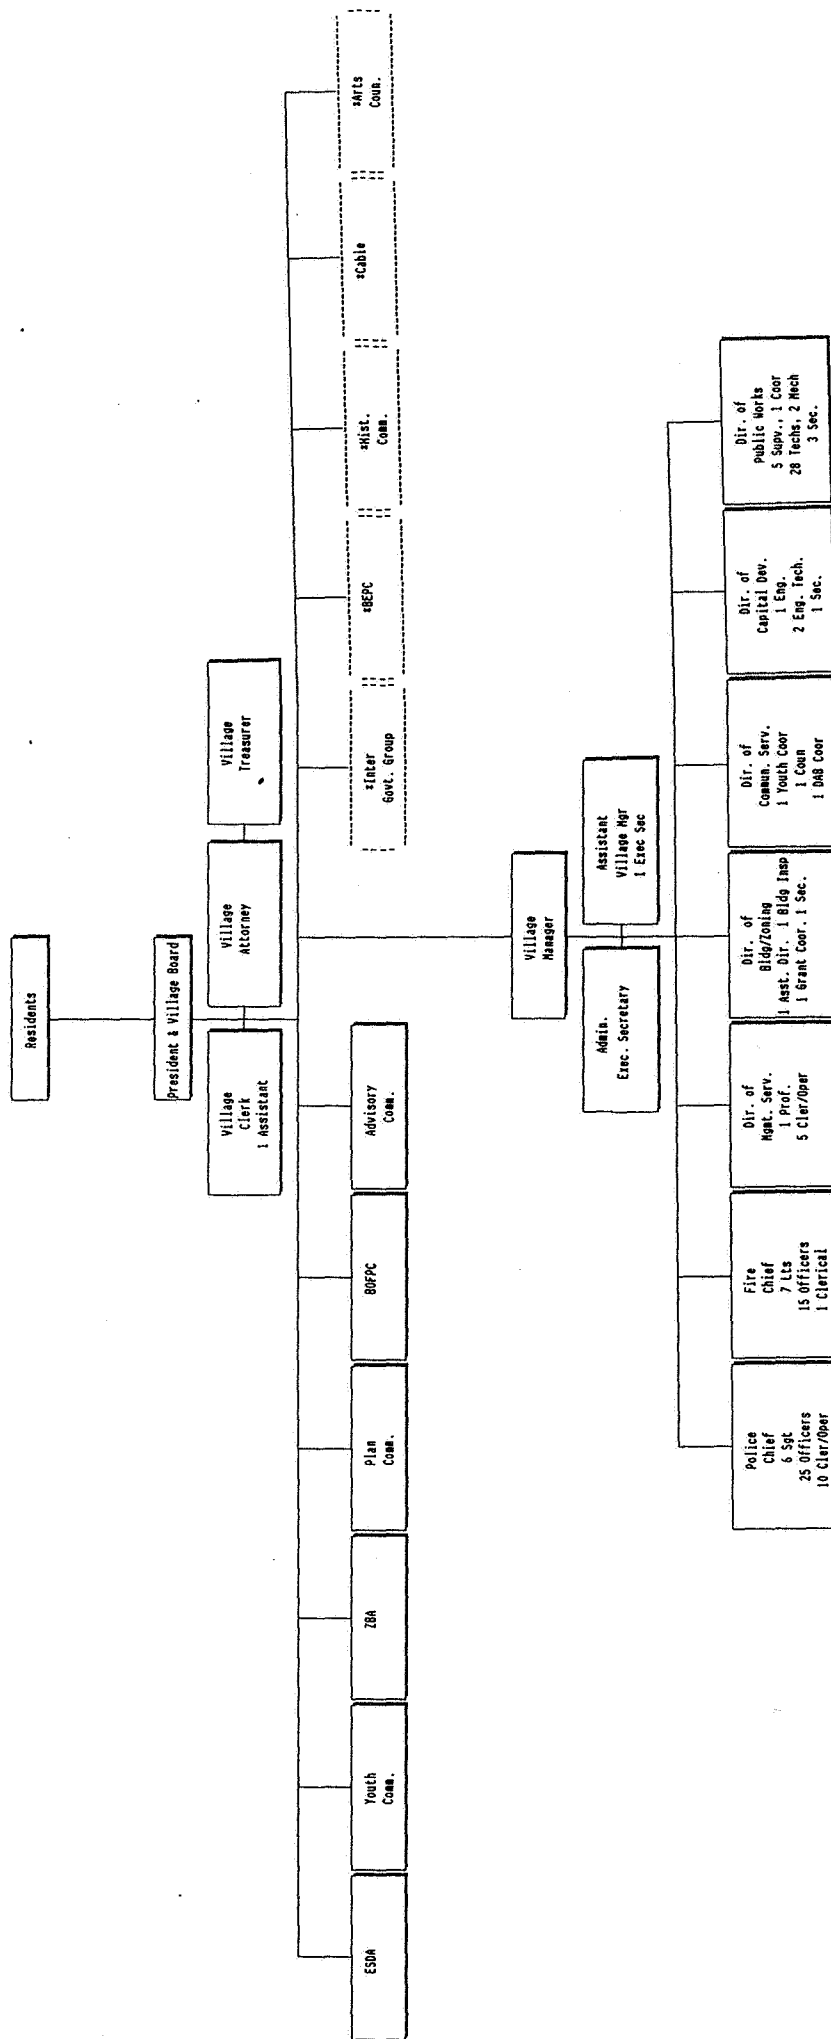 Residents
President & Village Board
Village
Clerk
1 Assistant
Village
Attorney
Village
Treasurer
ESDA
Youth
Comm.
ZBA
Plan
Comm.
BOFPC
Advisory
Comm.
*Inter
Govt. Group
*BEPC
*Hist.
Comm.
*Cable
*Arts
Coun.
Village
Manager
Admin.
Exec. Secretary
Assistant
Village Mgr
1 Exec Sec
Police
Chief
6 Sgt
25 Officers
10 Cler/Oper
Fire
Chief
7 Lts
15 Officers
1 Clerical
Dir. of
Mgmt. Serv.
1 Prof.
5 Cler/Oper
Dir. of
Bldg/Zoning
1 Asst. Dir. 1 Bldg Insp
1 Grant Coor. 1 Sec.
Dir. of
Commun. Serv.
1 Youth Coor
1 Coun
1 DAB Coor
Dir. of
Capital Dev.
1 Eng.
2 Eng. Tech.
1 Sec.
Dir. of
Public Works
5 Supv., 1 Coor
28 Techs, 2 Mech
3 Sec.